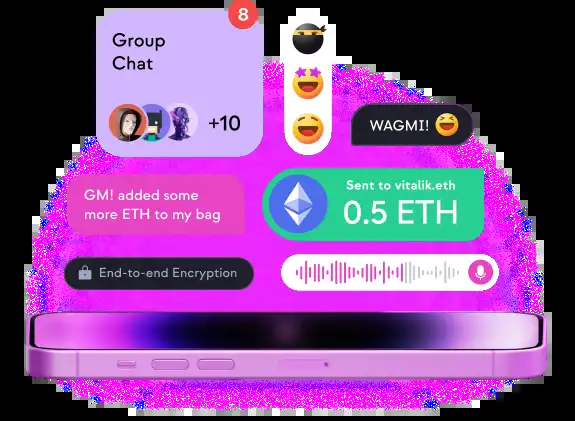 8
Group
Chat
+10
WAGMI!
GM! added some
more ETH to my bag
Sent to vitalik.eth
0.5 ETH
End-to-end Encryption